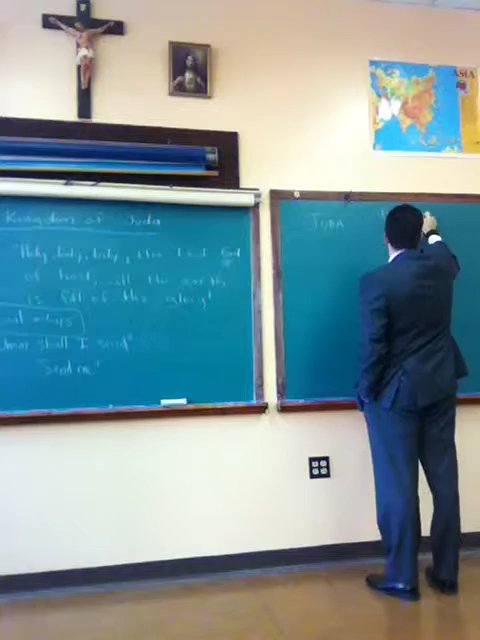 Kingdom of Juda
"Holy, holy, holy, the Lord God
of hosts, all the earth
is full of his glory"
shall I send"
Send me"
JUDA
ASIA